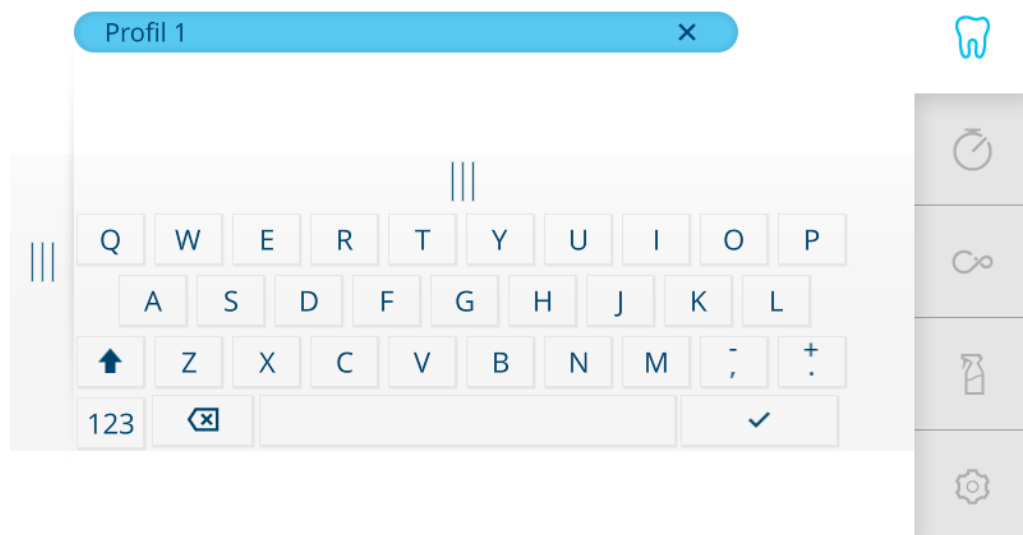 Profil 1
Q W E R T Y U I O P
A S D F G H J K L
Z X C V B N M - , + .
123